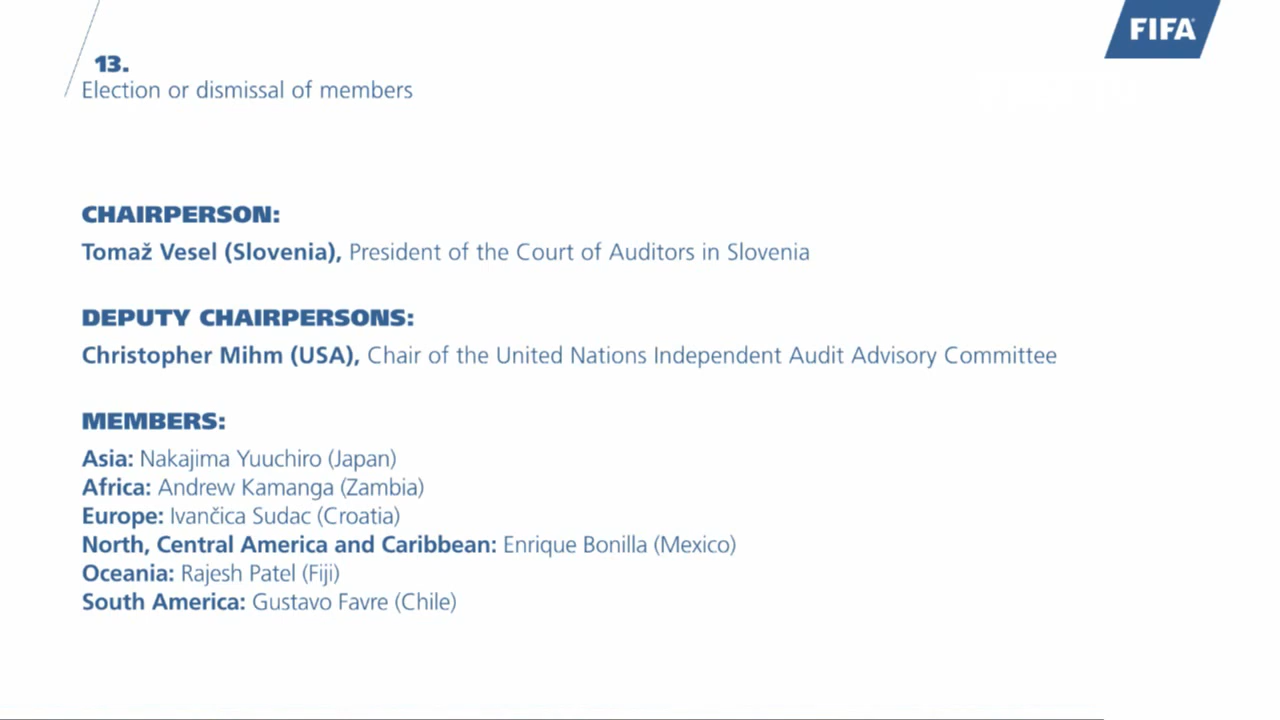 FIFA
13.
Election or dismissal of members
CHAIRPERSON:
Tomaž Vesel (Slovenia), President of the Court of Auditors in Slovenia
DEPUTY CHAIRPERSONS:
Christopher Mihm (USA), Chair of the United Nations Independent Audit Advisory Committee
MEMBERS:
Asia: Nakajima Yuuchiro (Japan)
Africa: Andrew Kamanga (Zambia)
Europe: Ivančica Sudac (Croatia)
North, Central America and Caribbean: Enrique Bonilla (Mexico)
Oceania: Rajesh Patel (Fiji)
South America: Gustavo Favre (Chile)